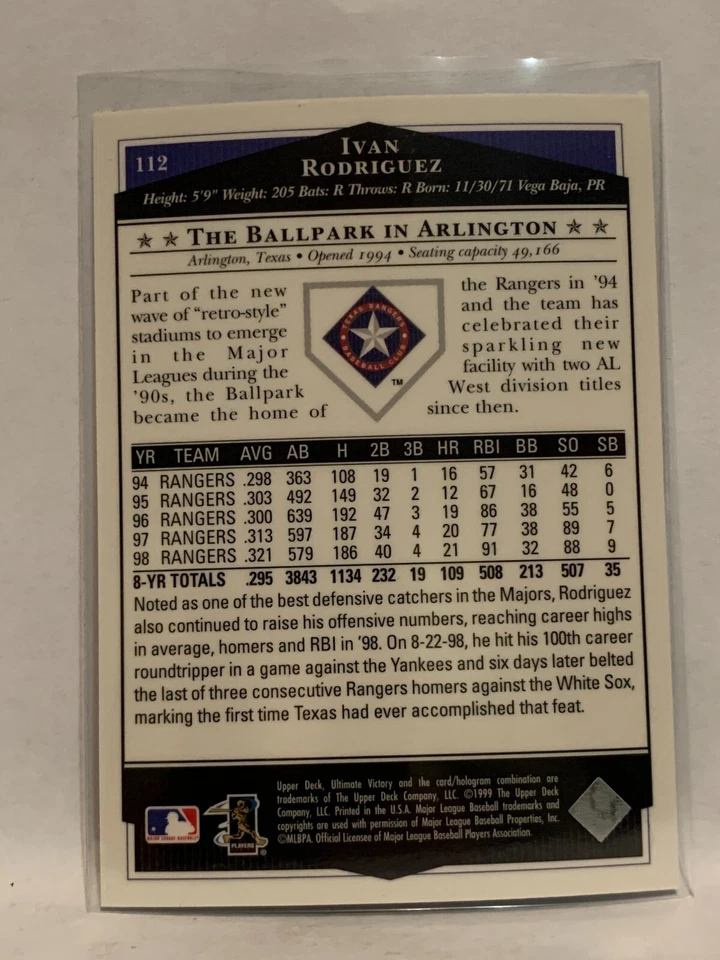 112
IVAN
RODRIGUEZ
Height: 5'9" Weight: 205 Bats: R Throws: R Born: 11/30/71 Vega Baja, PR
THE BALLPARK IN ARLINGTON
Arlington, Texas • Opened 1994 • Seating capacity 49,166
Part of the new
wave of “retro-style”
stadiums to emerge
in the Major
Leagues during the
'90s, the Ballpark
became the home of
TEXAS RANGERS
BASEBALL CLUB
TM
the Rangers in '94
and the team has
celebrated their
sparkling new
facility with two AL
West division titles
since then.
YR TEAM AVG AB H 2B 3B HR RBI BB SO SB
94 RANGERS .298 363 108 19 1 16 57 31 42 6
95 RANGERS .303 492 149 32 2 12 67 16 48 0
96 RANGERS .300 639 192 47 3 19 86 38 55 5
97 RANGERS .313 597 187 34 4 20 77 38 89 7
98 RANGERS .321 579 186 40 4 21 91 32 88 9
8-YR TOTALS .295 3843 1134 232 19 109 508 213 507 35
Noted as one of the best defensive catchers in the Majors, Rodriguez
also continued to raise his offensive numbers, reaching career highs
in average, homers and RBI in '98. On 8-22-98, he hit his 100th career
roundtripper in a game against the Yankees and six days later belted
the last of three consecutive Rangers homers against the White Sox,
marking the first time Texas had ever accomplished that feat.
Upper Deck, Ultimate Victory and the card/hologram combination are
trademarks of The Upper Deck Company, LLC. ©1999 The Upper Deck
Company, LLC. Printed in the U.S.A. Major League Baseball trademarks and
copyrights are used with permission of Major League Baseball Properties, Inc.
©MLBPA. Official Licensee of Major League Baseball Players Association.
MAJOR LEAGUE BASEBALL
PLAYERS